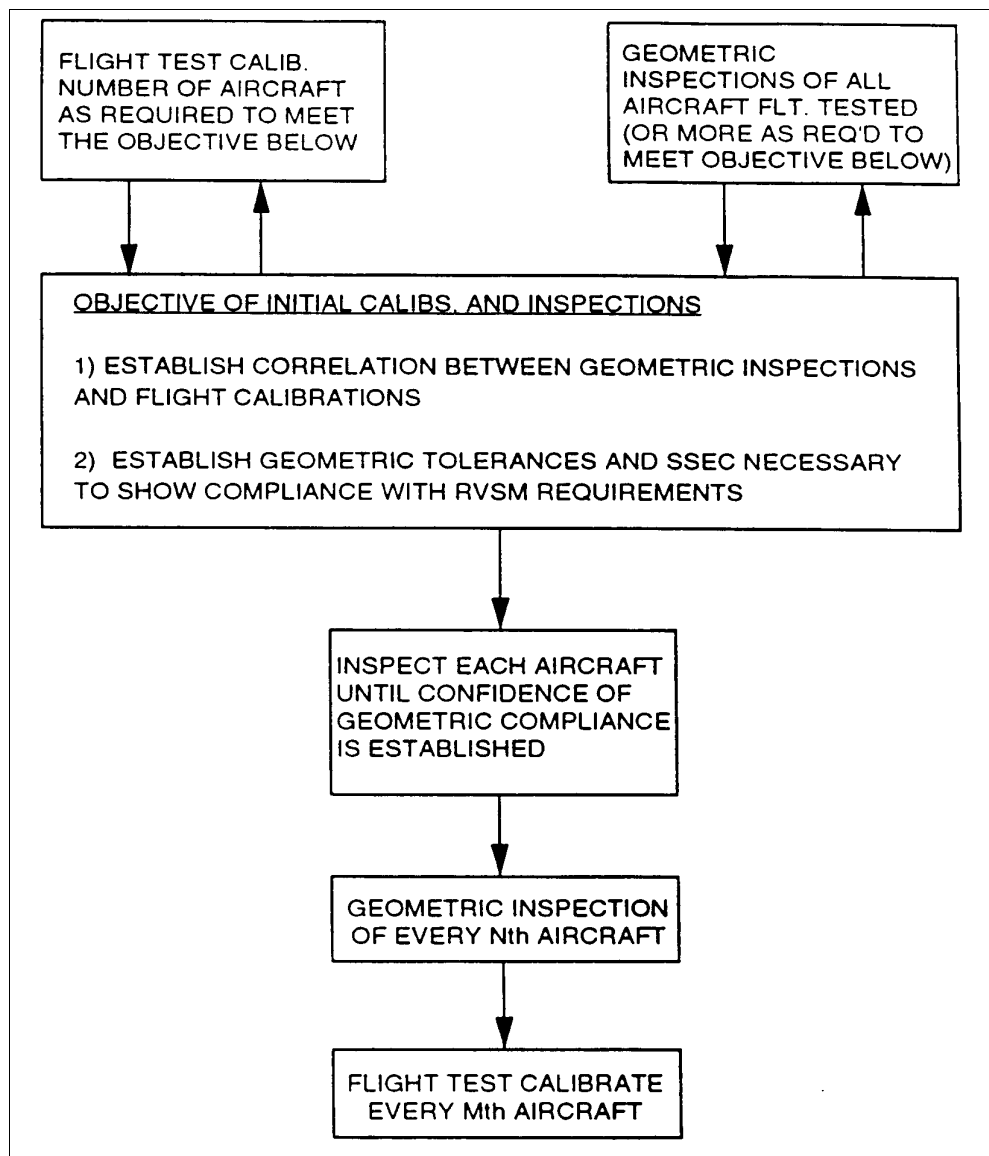 FLIGHT TEST CALIB.
NUMBER OF AIRCRAFT
AS REQUIRED TO MEET
THE OBJECTIVE BELOW
GEOMETRIC
INSPECTIONS OF ALL
AIRCRAFT FLT. TESTED
(OR MORE AS REQ'D TO
MEET OBJECTIVE BELOW)
OBJECTIVE OF INITIAL CALIBS. AND INSPECTIONS
1) ESTABLISH CORRELATION BETWEEN GEOMETRIC INSPECTIONS
AND FLIGHT CALIBRATIONS
2) ESTABLISH GEOMETRIC TOLERANCES AND SSEC NECESSARY
TO SHOW COMPLIANCE WITH RVSM REQUIREMENTS
INSPECT EACH AIRCRAFT
UNTIL CONFIDENCE OF
GEOMETRIC COMPLIANCE
IS ESTABLISHED
GEOMETRIC INSPECTION
OF EVERY Nth AIRCRAFT
FLIGHT TEST CALIBRATE
EVERY Mth AIRCRAFT